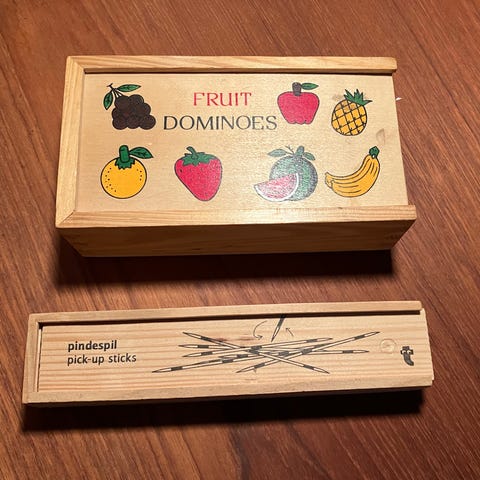 FRUIT
DOMINOES
pindespil
pick-up sticks